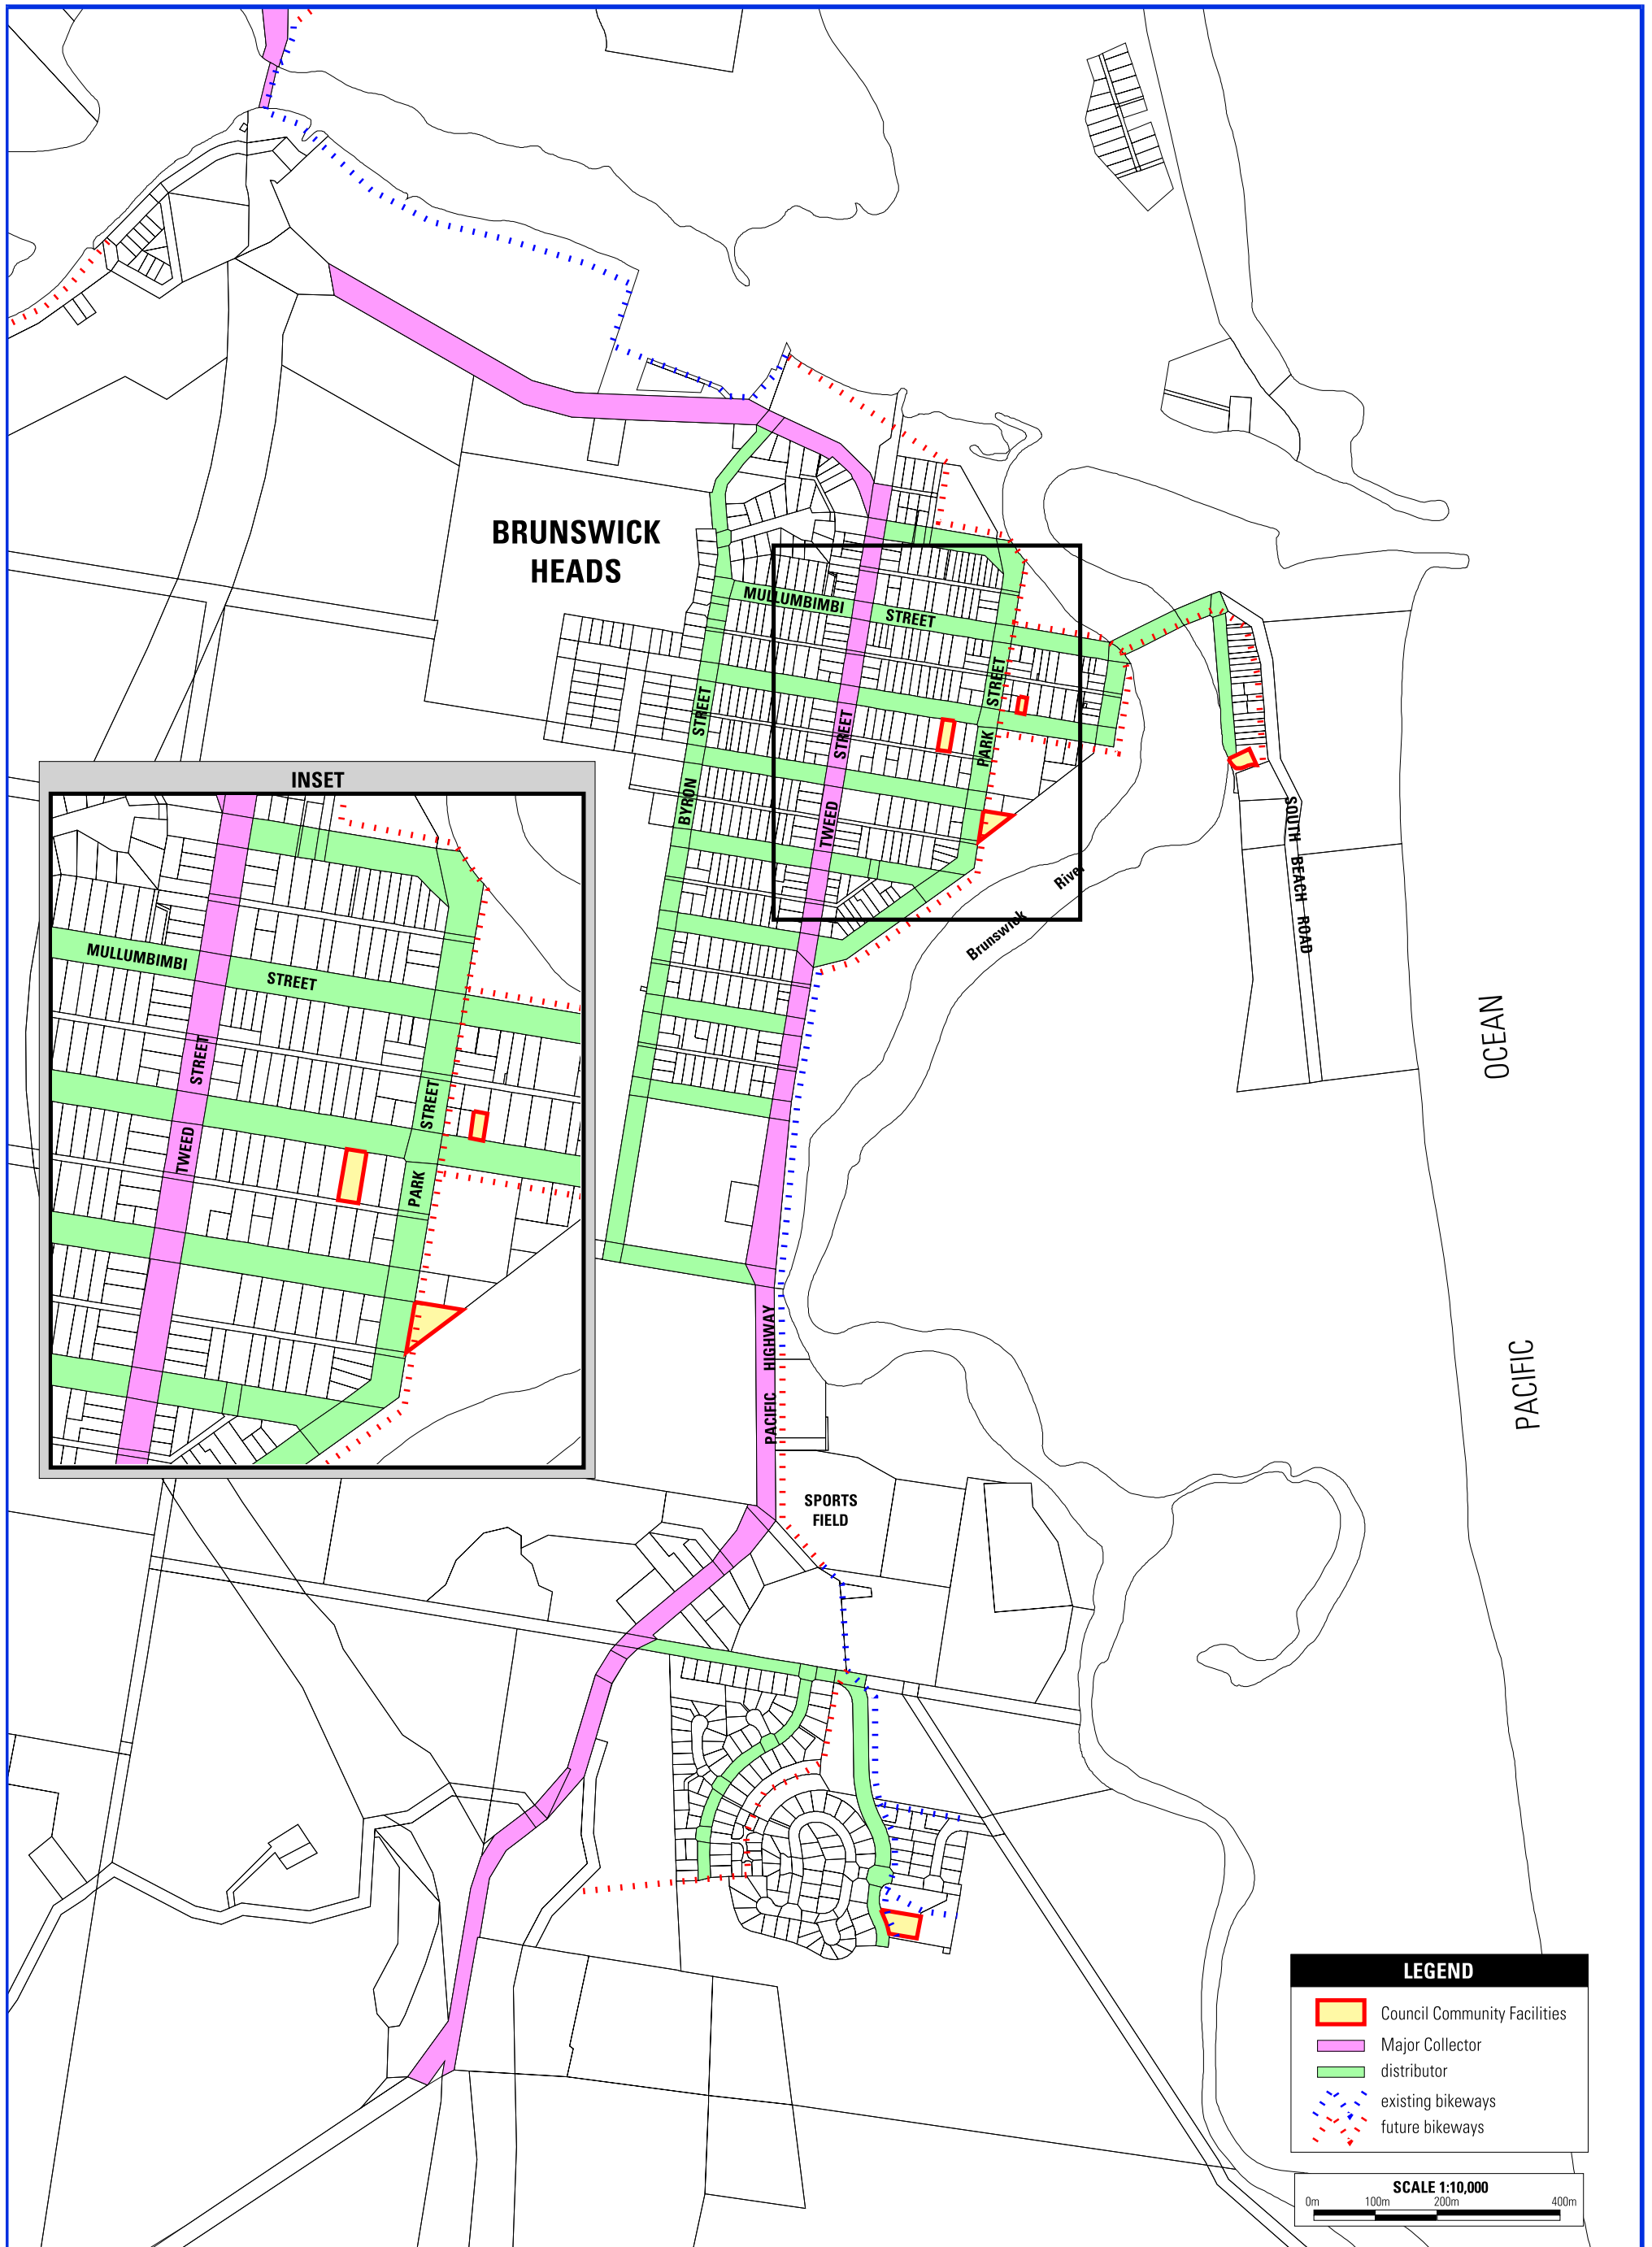 BRUNSWICK
HEADS
MULLUMBIMBI
STREET
STREET
PARK
STREET
TWEED
STREET
BYRON
River
Brunswick
SOUTH BEACH ROAD
INSET
MULLUMBIMBI
STREET
STREET
TWEED
STREET
PARK
PACIFIC HIGHWAY
OCEAN
PACIFIC
SPORTS
FIELD
LEGEND
Council Community Facilities
Major Collector
distributor
existing bikeways
future bikeways
SCALE 1:10,000
0m 100m 200m 400m